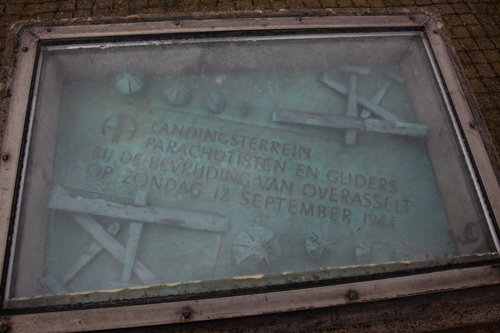 LANDINGSTERREIN
PARACHUTISTEN EN GLIDERS
BIJ DE BEVRIJDING VAN OVERASSELT
OP ZONDAG 17 SEPTEMBER 1944